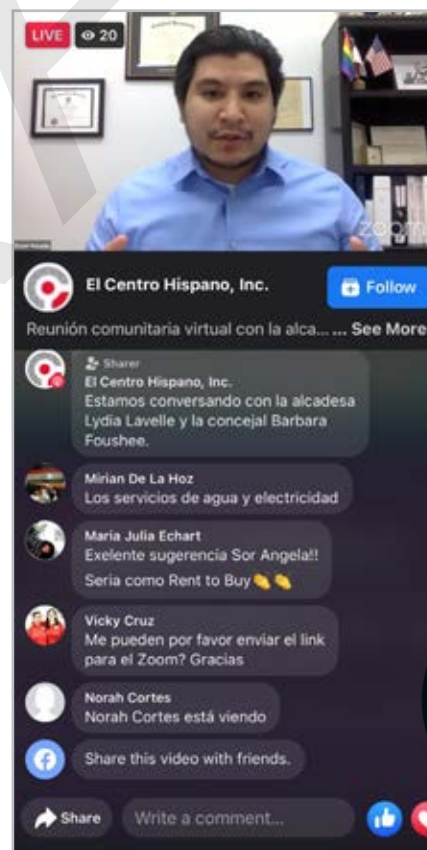 LIVE 20
zoom
El Centro Hispano, Inc.
Follow
Reunión comunitaria virtual con la alca... ... See More
Sharer
El Centro Hispano, Inc.
Estamos conversando con la alcadesa
Lydia Lavelle y la concejal Barbara
Foushee.
Mirian De La Hoz
Los servicios de agua y electricidad
Maria Julia Echart
Exelente sugerencia Sor Angela!!
Seria como Rent to Buy👏👏
Vicky Cruz
Me pueden por favor enviar el link
para el Zoom? Gracias
Norah Cortes
Norah Cortes está viendo
Share this video with friends.
Share
Write a comment...